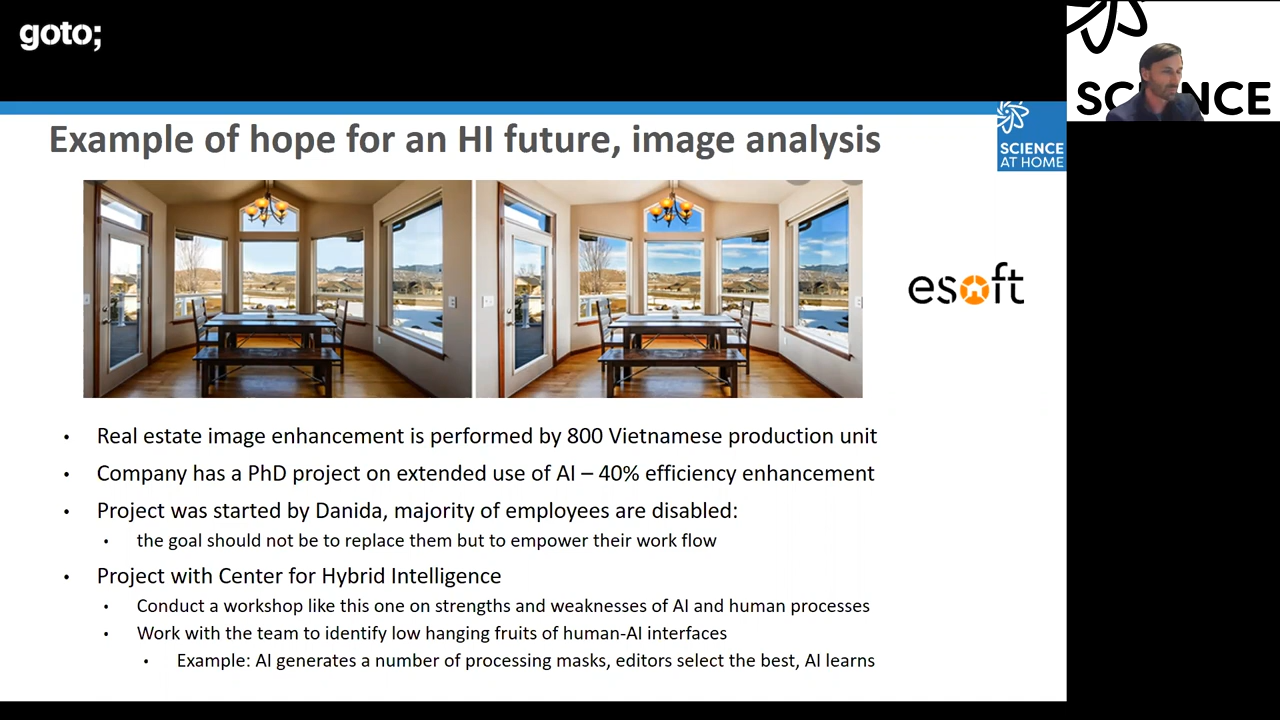 goto;
SCIENCE
Example of hope for an HI future, image analysis
SCIENCE
AT HOME
esoft
• Real estate image enhancement is performed by 800 Vietnamese production unit
• Company has a PhD project on extended use of AI – 40% efficiency enhancement
• Project was started by Danida, majority of employees are disabled:
• the goal should not be to replace them but to empower their work flow
• Project with Center for Hybrid Intelligence
• Conduct a workshop like this one on strengths and weaknesses of AI and human processes
• Work with the team to identify low hanging fruits of human-AI interfaces
• Example: AI generates a number of processing masks, editors select the best, AI learns